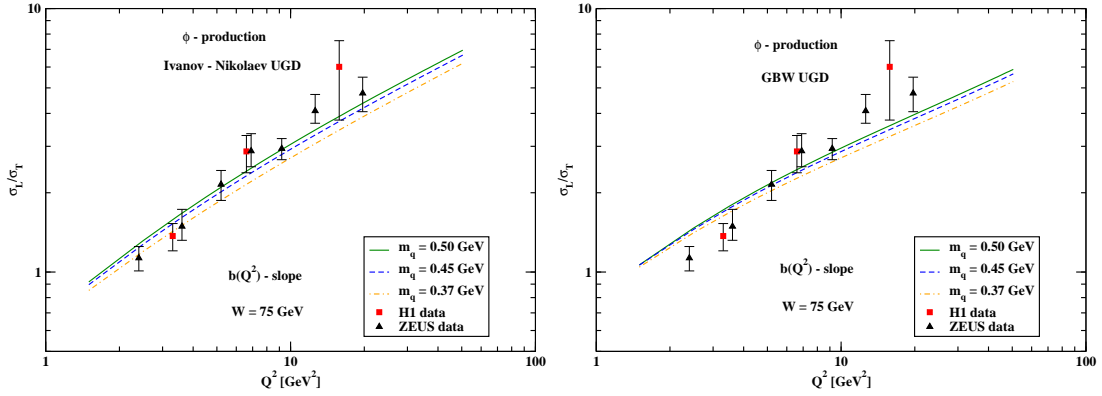 10
1
σ_L/σ_T
1
10
100
Q² [GeV²]
ϕ - production
Ivanov - Nikolaev UGD
b(Q²) - slope
W = 75 GeV
m_q = 0.50 GeV
m_q = 0.45 GeV
m_q = 0.37 GeV
H1 data
ZEUS data
10
1
σ_L/σ_T
1
10
100
Q² [GeV²]
ϕ - production
GBW UGD
b(Q²) - slope
W = 75 GeV
m_q = 0.50 GeV
m_q = 0.45 GeV
m_q = 0.37 GeV
H1 data
ZEUS data